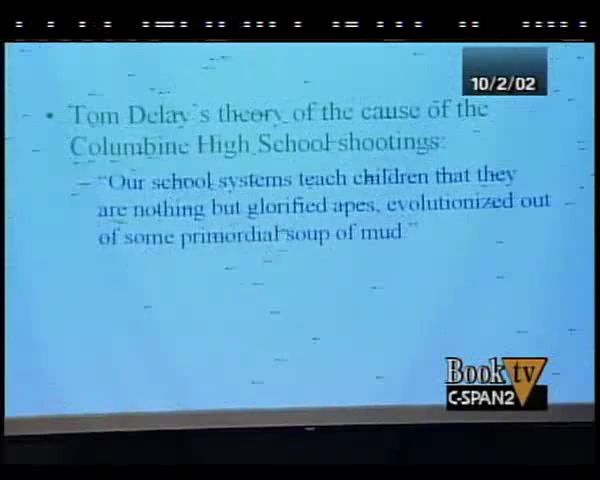 10/2/02
• Tom Delay's theory of the cause of the
Columbine High School shootings:
– “Our school systems teach children that they
are nothing but glorified apes, evolutionized out
of some primordial soup of mud.”
Book tv
C-SPAN2